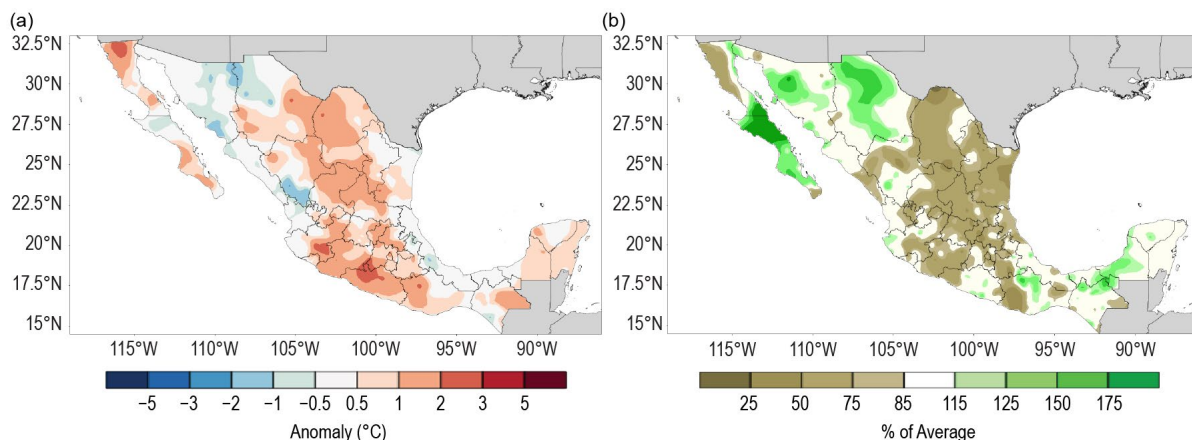 (a)
32.5°N
30°N
27.5°N
25°N
22.5°N
20°N
17.5°N
15°N
115°W 110°W 105°W 100°W 95°W 90°W
−5 −3 −2 −1 −0.5 0.5 1 2 3 5
Anomaly (°C)
(b)
32.5°N
30°N
27.5°N
25°N
22.5°N
20°N
17.5°N
15°N
115°W 110°W 105°W 100°W 95°W 90°W
25 50 75 85 115 125 150 175
% of Average